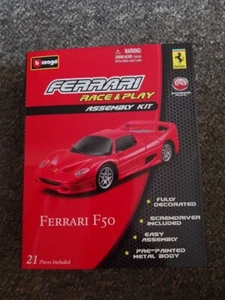 burago
WARNING:
FERRARI
RACE & PLAY
ASSEMBLY KIT
FERRARI F50
FULLY
DECORATED
SCREWDRIVER
INCLUDED
EASY
ASSEMBLY
PRE-PAINTED
METAL BODY
21 Pieces Included